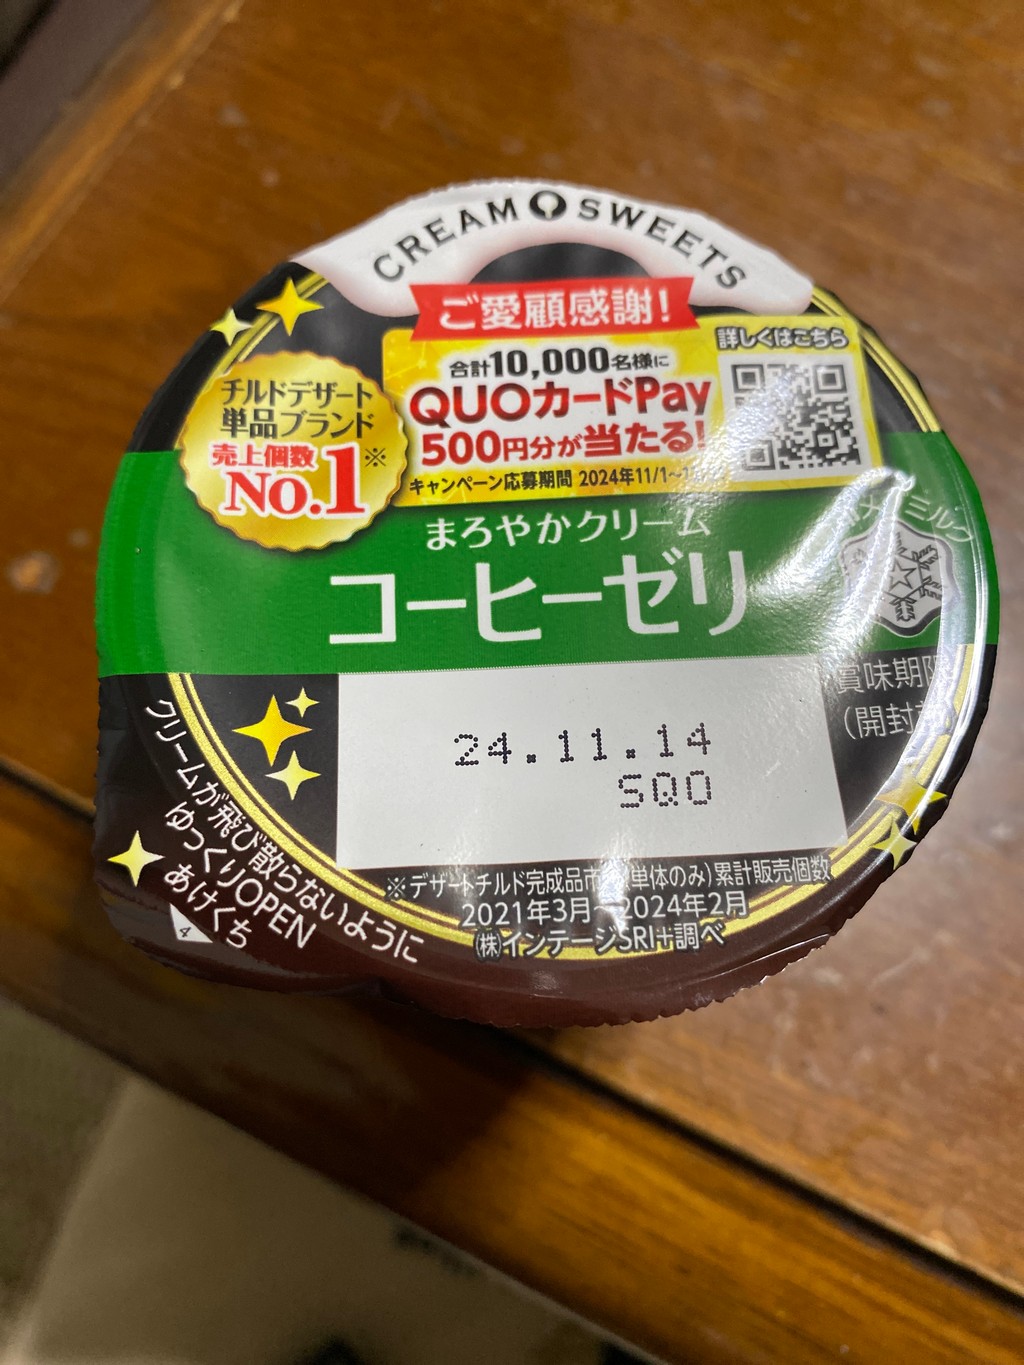 CREAM SWEETS
ご愛顧感謝!
合計10,000名様に
QUOカードPay
500円分が当たる!
キャンペーン応募期間 2024年11/1~
詳しくはこちら
チルドデザート
単品ブランド
売上個数
No.1※
まろやかクリーム
コーヒーゼリー
ミルク
賞味期限
(開封
24.11.14
SQO
クリームが飛び散らないように
ゆっくりOPEN
あけくち
4
※デザートチルド完成品市 (単体のみ)累計販売個数
2021年3月 2024年2月
(株)インテージSRI+調べ